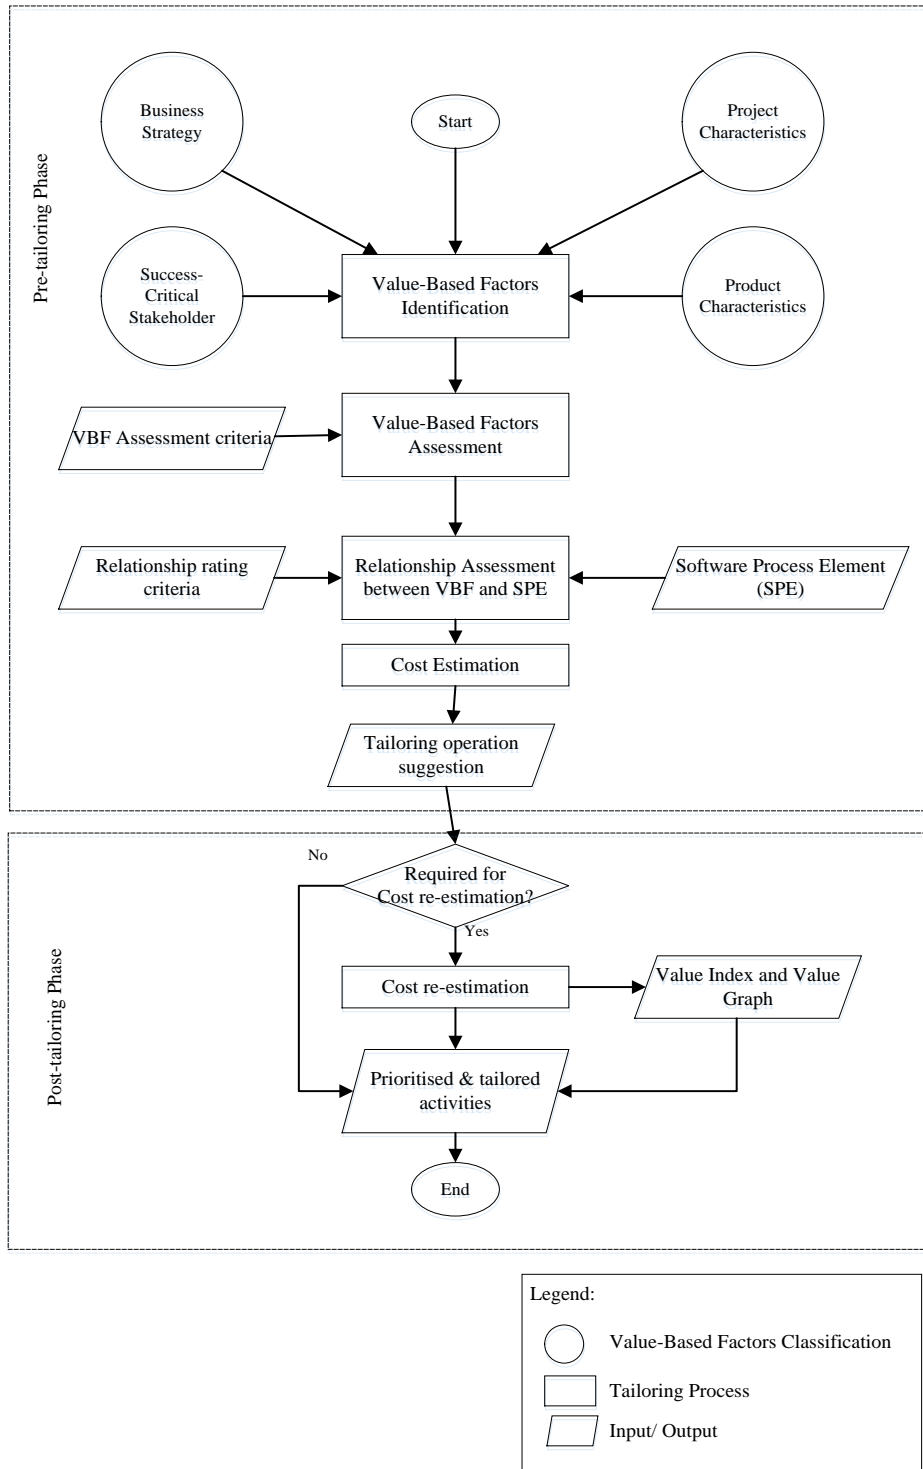 Pre-tailoring Phase
Business
Strategy
Start
Project
Characteristics
Success-
Critical
Stakeholder
Value-Based Factors
Identification
Product
Characteristics
VBF Assessment criteria
Value-Based Factors
Assessment
Relationship rating
criteria
Relationship Assessment
between VBF and SPE
Software Process Element
(SPE)
Cost Estimation
Tailoring operation
suggestion
Post-tailoring Phase
No
Required for
Cost re-estimation?
Yes
Cost re-estimation
Value Index and Value
Graph
Prioritised & tailored
activities
End
Legend:
Value-Based Factors Classification
Tailoring Process
Input/ Output